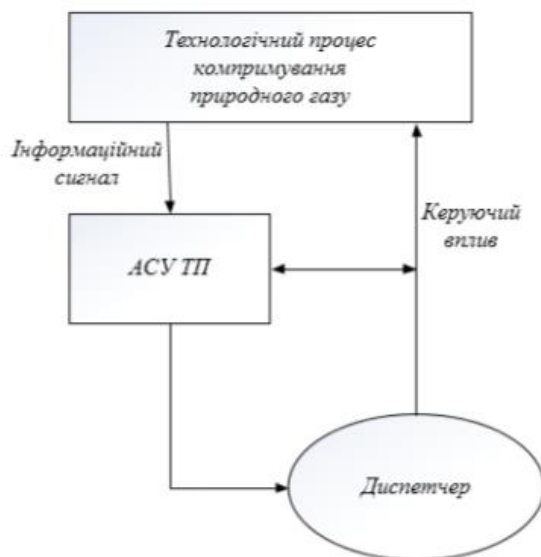 Технологічний процес
компримування
природного газу
Інформаційний
сигнал
Керуючий
вплив
АСУ ТП
Диспетчер